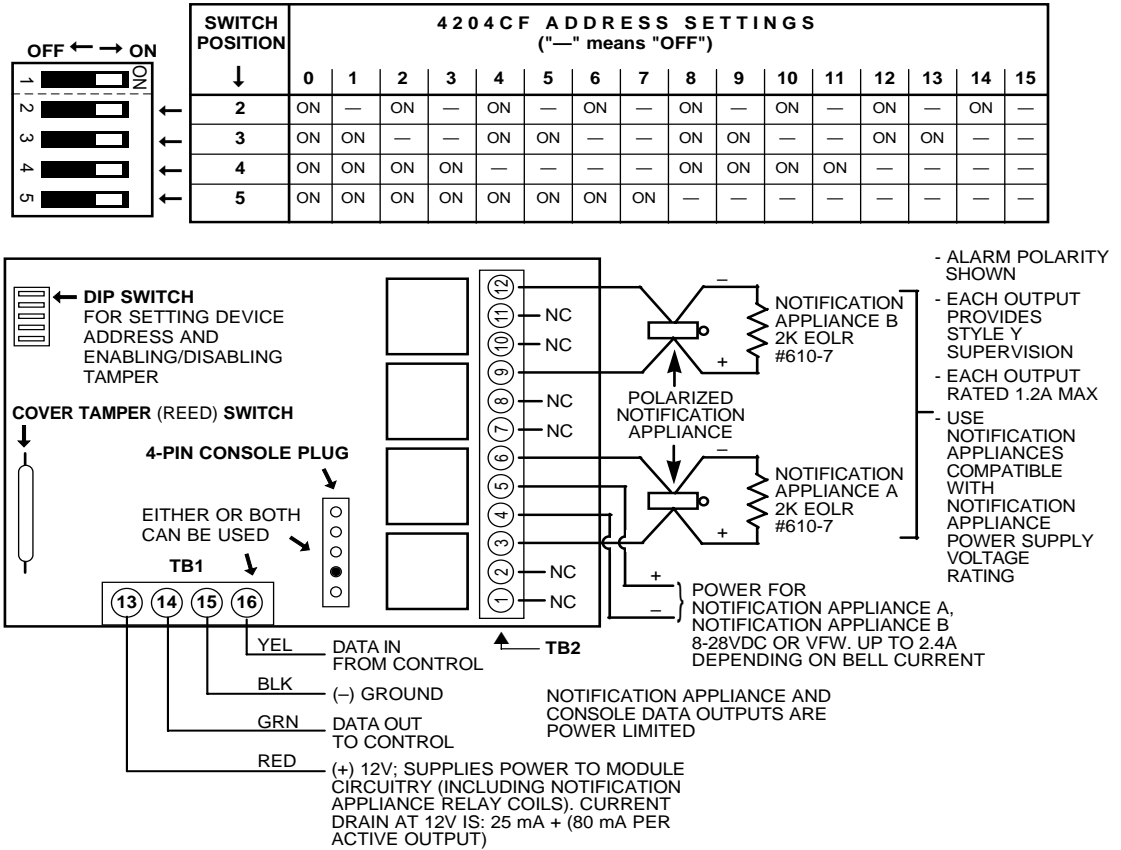 SWITCH POSITION
4204CF ADDRESS SETTINGS
("—" means "OFF")
OFF ← → ON
↓ 0 1 2 3 4 5 6 7 8 9 10 11 12 13 14 15
2 ON — ON — ON — ON — ON — ON — ON — ON —
3 ON ON — — ON ON — — ON ON — — ON ON — —
4 ON ON ON ON — — — — ON ON ON ON — — — —
5 ON ON ON ON ON ON ON ON — — — — — — — —
ON
1
2
3
4
5
DIP SWITCH
FOR SETTING DEVICE
ADDRESS AND
ENABLING/DISABLING
TAMPER
COVER TAMPER (REED) SWITCH
4-PIN CONSOLE PLUG
EITHER OR BOTH
CAN BE USED
TB1
13 14 15 16
12
11 NC
10 NC
9
8 NC
7 NC
6
5
4
3
2 NC
1 NC
TB2
–
+
NOTIFICATION
APPLIANCE B
2K EOLR
#610-7
POLARIZED
NOTIFICATION
APPLIANCE
–
+
NOTIFICATION
APPLIANCE A
2K EOLR
#610-7
- ALARM POLARITY
SHOWN
- EACH OUTPUT
PROVIDES
STYLE Y
SUPERVISION
- EACH OUTPUT
RATED 1.2A MAX
- USE
NOTIFICATION
APPLIANCES
COMPATIBLE
WITH
NOTIFICATION
APPLIANCE
POWER SUPPLY
VOLTAGE
RATING
+
–
POWER FOR
NOTIFICATION APPLIANCE A,
NOTIFICATION APPLIANCE B
8-28VDC OR VFW. UP TO 2.4A
DEPENDING ON BELL CURRENT
YEL DATA IN
FROM CONTROL
BLK (–) GROUND
GRN DATA OUT
TO CONTROL
RED (+) 12V; SUPPLIES POWER TO MODULE
CIRCUITRY (INCLUDING NOTIFICATION
APPLIANCE RELAY COILS). CURRENT
DRAIN AT 12V IS: 25 mA + (80 mA PER
ACTIVE OUTPUT)
NOTIFICATION APPLIANCE AND
CONSOLE DATA OUTPUTS ARE
POWER LIMITED